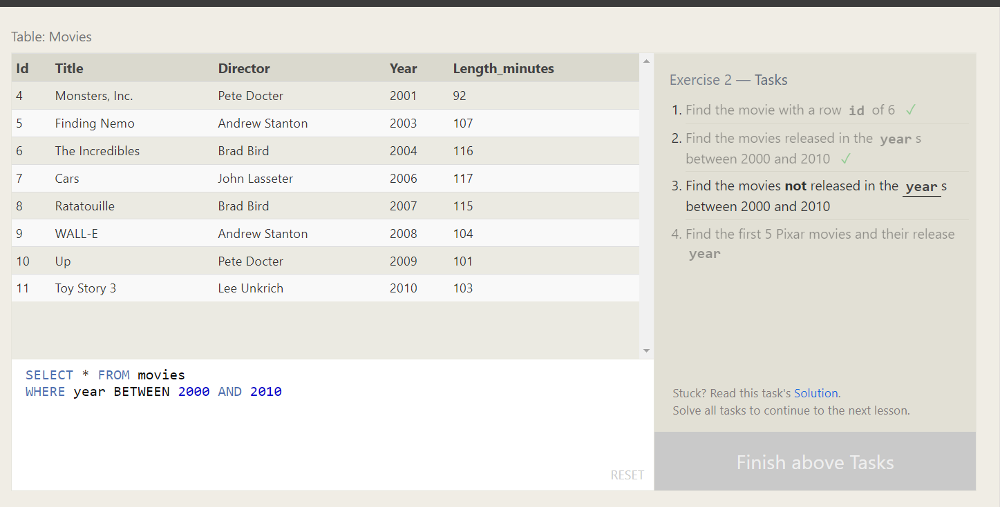 Table: Movies
Id Title Director Year Length_minutes
4 Monsters, Inc. Pete Docter 2001 92
5 Finding Nemo Andrew Stanton 2003 107
6 The Incredibles Brad Bird 2004 116
7 Cars John Lasseter 2006 117
8 Ratatouille Brad Bird 2007 115
9 WALL-E Andrew Stanton 2008 104
10 Up Pete Docter 2009 101
11 Toy Story 3 Lee Unkrich 2010 103
SELECT * FROM movies
WHERE year BETWEEN 2000 AND 2010
RESET
Exercise 2 — Tasks
1. Find the movie with a row id of 6 ✓
2. Find the movies released in the year s
between 2000 and 2010 ✓
3. Find the movies not released in the year s
between 2000 and 2010
4. Find the first 5 Pixar movies and their release
year
Stuck? Read this task's Solution.
Solve all tasks to continue to the next lesson.
Finish above Tasks